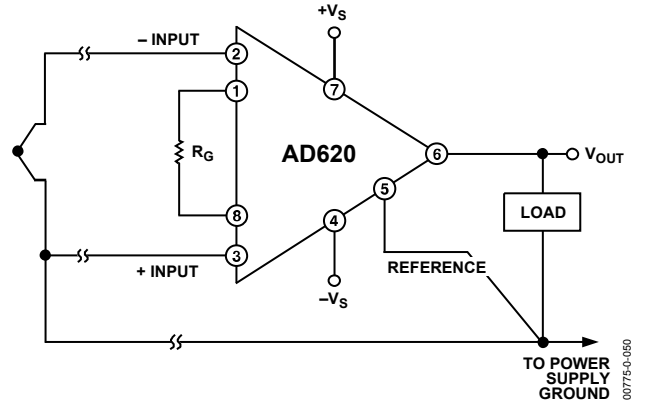 +VS
– INPUT
2
1
7
RG
AD620
6
VOUT
5
8
4
LOAD
3
+ INPUT
REFERENCE
–VS
TO POWER
SUPPLY
GROUND
00775-0-050